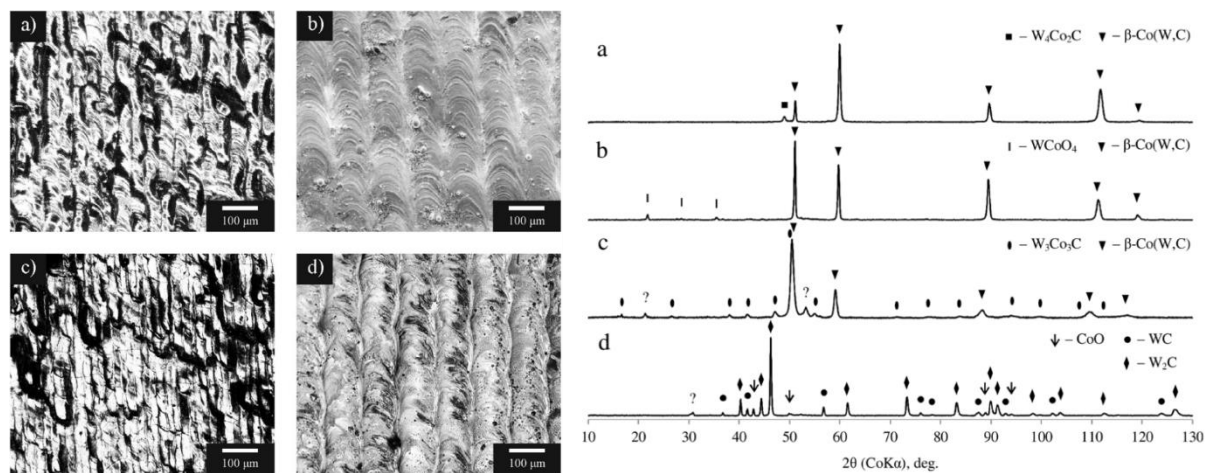 a)
100 μm
b)
100 μm
c)
100 μm
d)
100 μm
a
■ – W₄Co₂C ▼ – β-Co(W,C)
b
I – WCoO₄ ▼ – β-Co(W,C)
c
⬮ – W₃Co₃C ▼ – β-Co(W,C)
?
?
d
↓ – CoO ● – WC
♦ – W₂C
?
10 20 30 40 50 60 70 80 90 100 110 120 130
2θ (CoKα), deg.